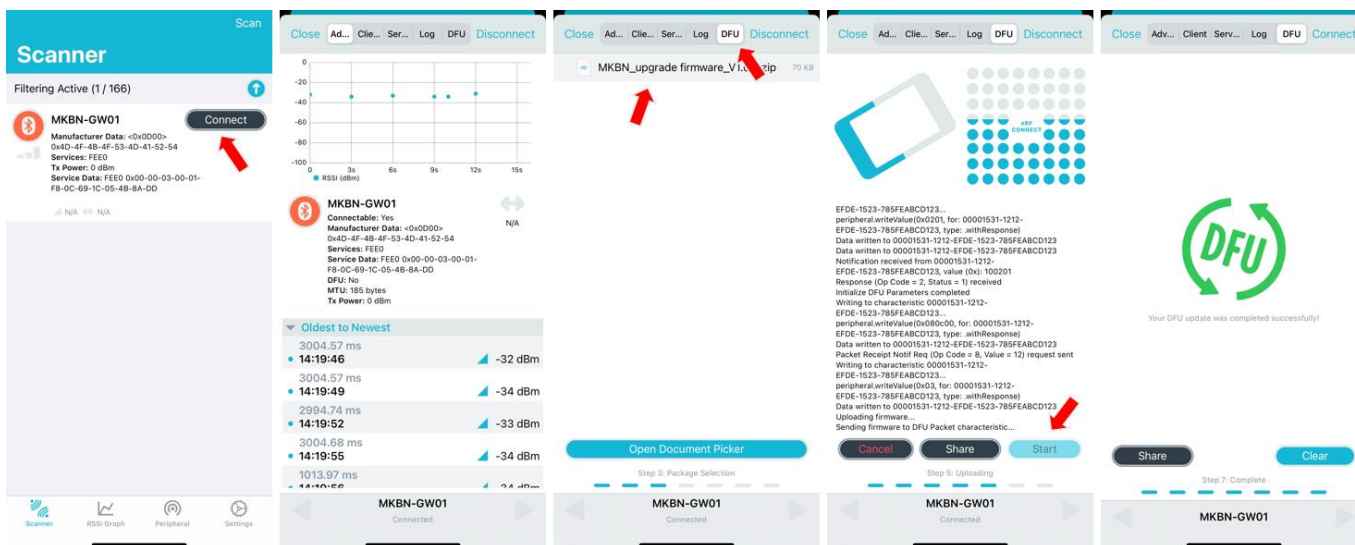 Scan
Scanner
Filtering Active (1 / 166)
MKBN-GW01
Connect
Manufacturer Data: <0x0D00>
0x4D-4F-4B-4F-53-4D-41-52-54
Services: FEE0
Tx Power: 0 dBm
Service Data: FEE0 0x00-00-03-00-01-
F8-0C-69-1C-05-4B-8A-DD
N/A N/A
Scanner RSSI Graph Peripheral Settings
Close Ad... Clie... Ser... Log DFU Disconnect
0
-20
-40
-60
-80
-100
0 3s 6s 9s 12s 15s
RSSI (dBm)
MKBN-GW01
Connectable: Yes
N/A
Manufacturer Data: <0x0D00>
0x4D-4F-4B-4F-53-4D-41-52-54
Services: FEE0
Service Data: FEE0 0x00-00-03-00-01-
F8-0C-69-1C-05-4B-8A-DD
DFU: No
MTU: 185 bytes
Tx Power: 0 dBm
Oldest to Newest
3004.57 ms
14:19:46 -32 dBm
3004.57 ms
14:19:49 -34 dBm
2994.74 ms
14:19:52 -33 dBm
3004.68 ms
14:19:55 -34 dBm
1013.97 ms
MKBN-GW01
Connected
Close Ad... Clie... Ser... Log DFU Disconnect
MKBN_upgrade firmware_V1. zip 70 KB
Open Document Picker
Step 3: Package Selection
MKBN-GW01
Connected
Close Ad... Clie... Ser... Log DFU Disconnect
nRF
CONNECT
EFDE-1523-785FEABCD123...
peripheral.writeValue(0x0201, for: 00001531-1212-
EFDE-1523-785FEABCD123, type: .withResponse)
Data written to 00001531-1212-EFDE-1523-785FEABCD123
Data written to 00001531-1212-EFDE-1523-785FEABCD123
Notification received from 00001531-1212-
EFDE-1523-785FEABCD123, value (0x): 100201
Response (Op Code = 2, Status = 1) received
Initialize DFU Parameters completed
Writing to characteristic 00001531-1212-
EFDE-1523-785FEABCD123...
peripheral.writeValue(0x080c00, for: 00001531-1212-
EFDE-1523-785FEABCD123, type: .withResponse)
Data written to 00001531-1212-EFDE-1523-785FEABCD123
Packet Receipt Notif Req (Op Code = 8, Value = 12) request sent
Writing to characteristic 00001531-1212-
EFDE-1523-785FEABCD123...
peripheral.writeValue(0x03, for: 00001531-1212-
EFDE-1523-785FEABCD123, type: .withResponse)
Data written to 00001531-1212-EFDE-1523-785FEABCD123
Uploading firmware...
Sending firmware to DFU Packet characteristic...
Cancel Share Start
Step 5: Uploading
MKBN-GW01
Connected
Close Adv... Client Serv... Log DFU Connect
DFU
Your DFU update was completed successfully!
Share Clear
Step 7: Complete
MKBN-GW01